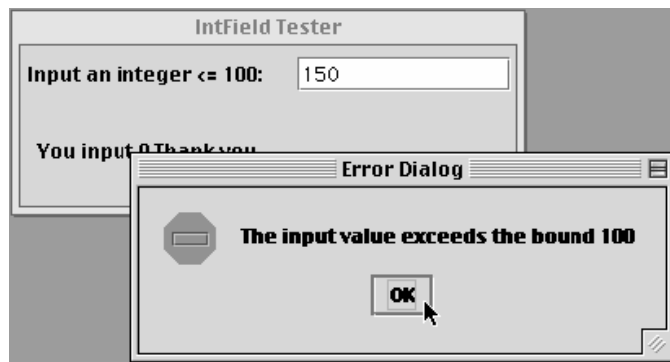 IntField Tester
Input an integer <= 100:
150
You input 0 Thank you
Error Dialog
The input value exceeds the bound 100
OK